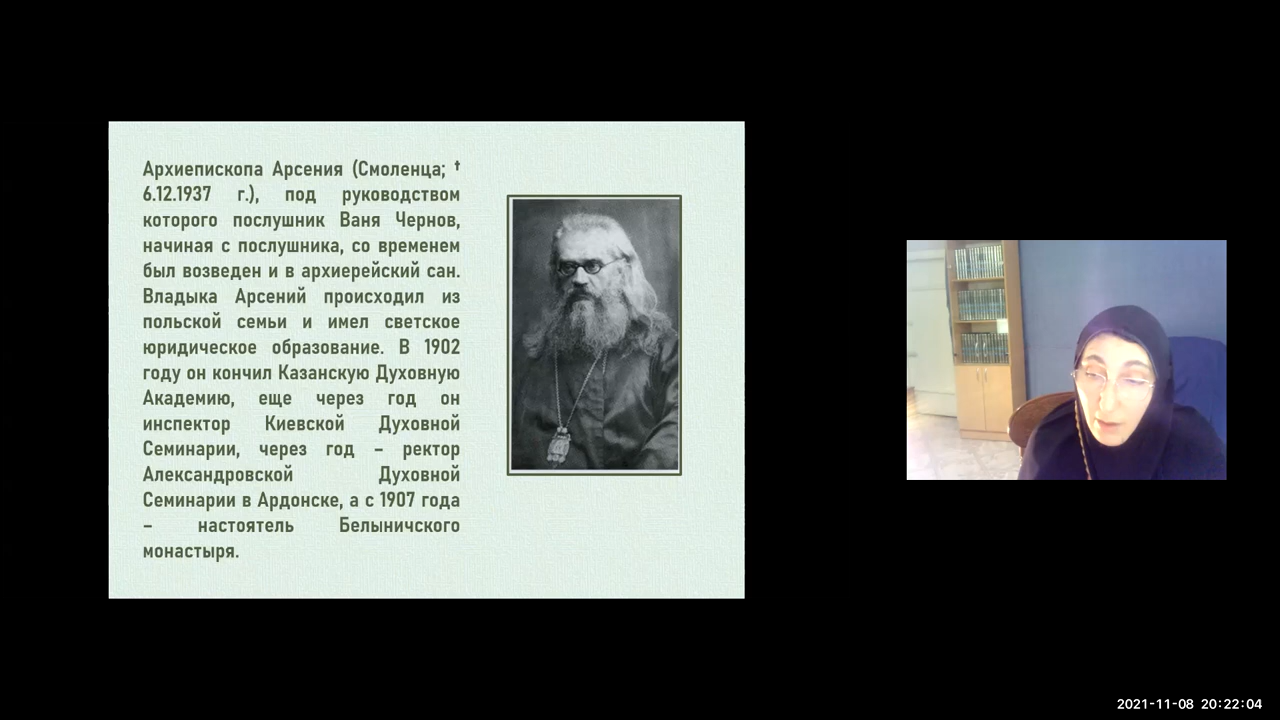 Архиепископа Арсения (Смоленца; †
6.12.1937 г.), под руководством
которого послушник Ваня Чернов,
начиная с послушника, со временем
был возведен и в архиерейский сан.
Владыка Арсений происходил из
польской семьи и имел светское
юридическое образование. В 1902
году он кончил Казанскую Духовную
Академию, еще через год он
инспектор Киевской Духовной
Семинарии, через год – ректор
Александровской Духовной
Семинарии в Ардонске, а с 1907 года
– настоятель Белыничского
монастыря.
2021-11-08 20:22:04